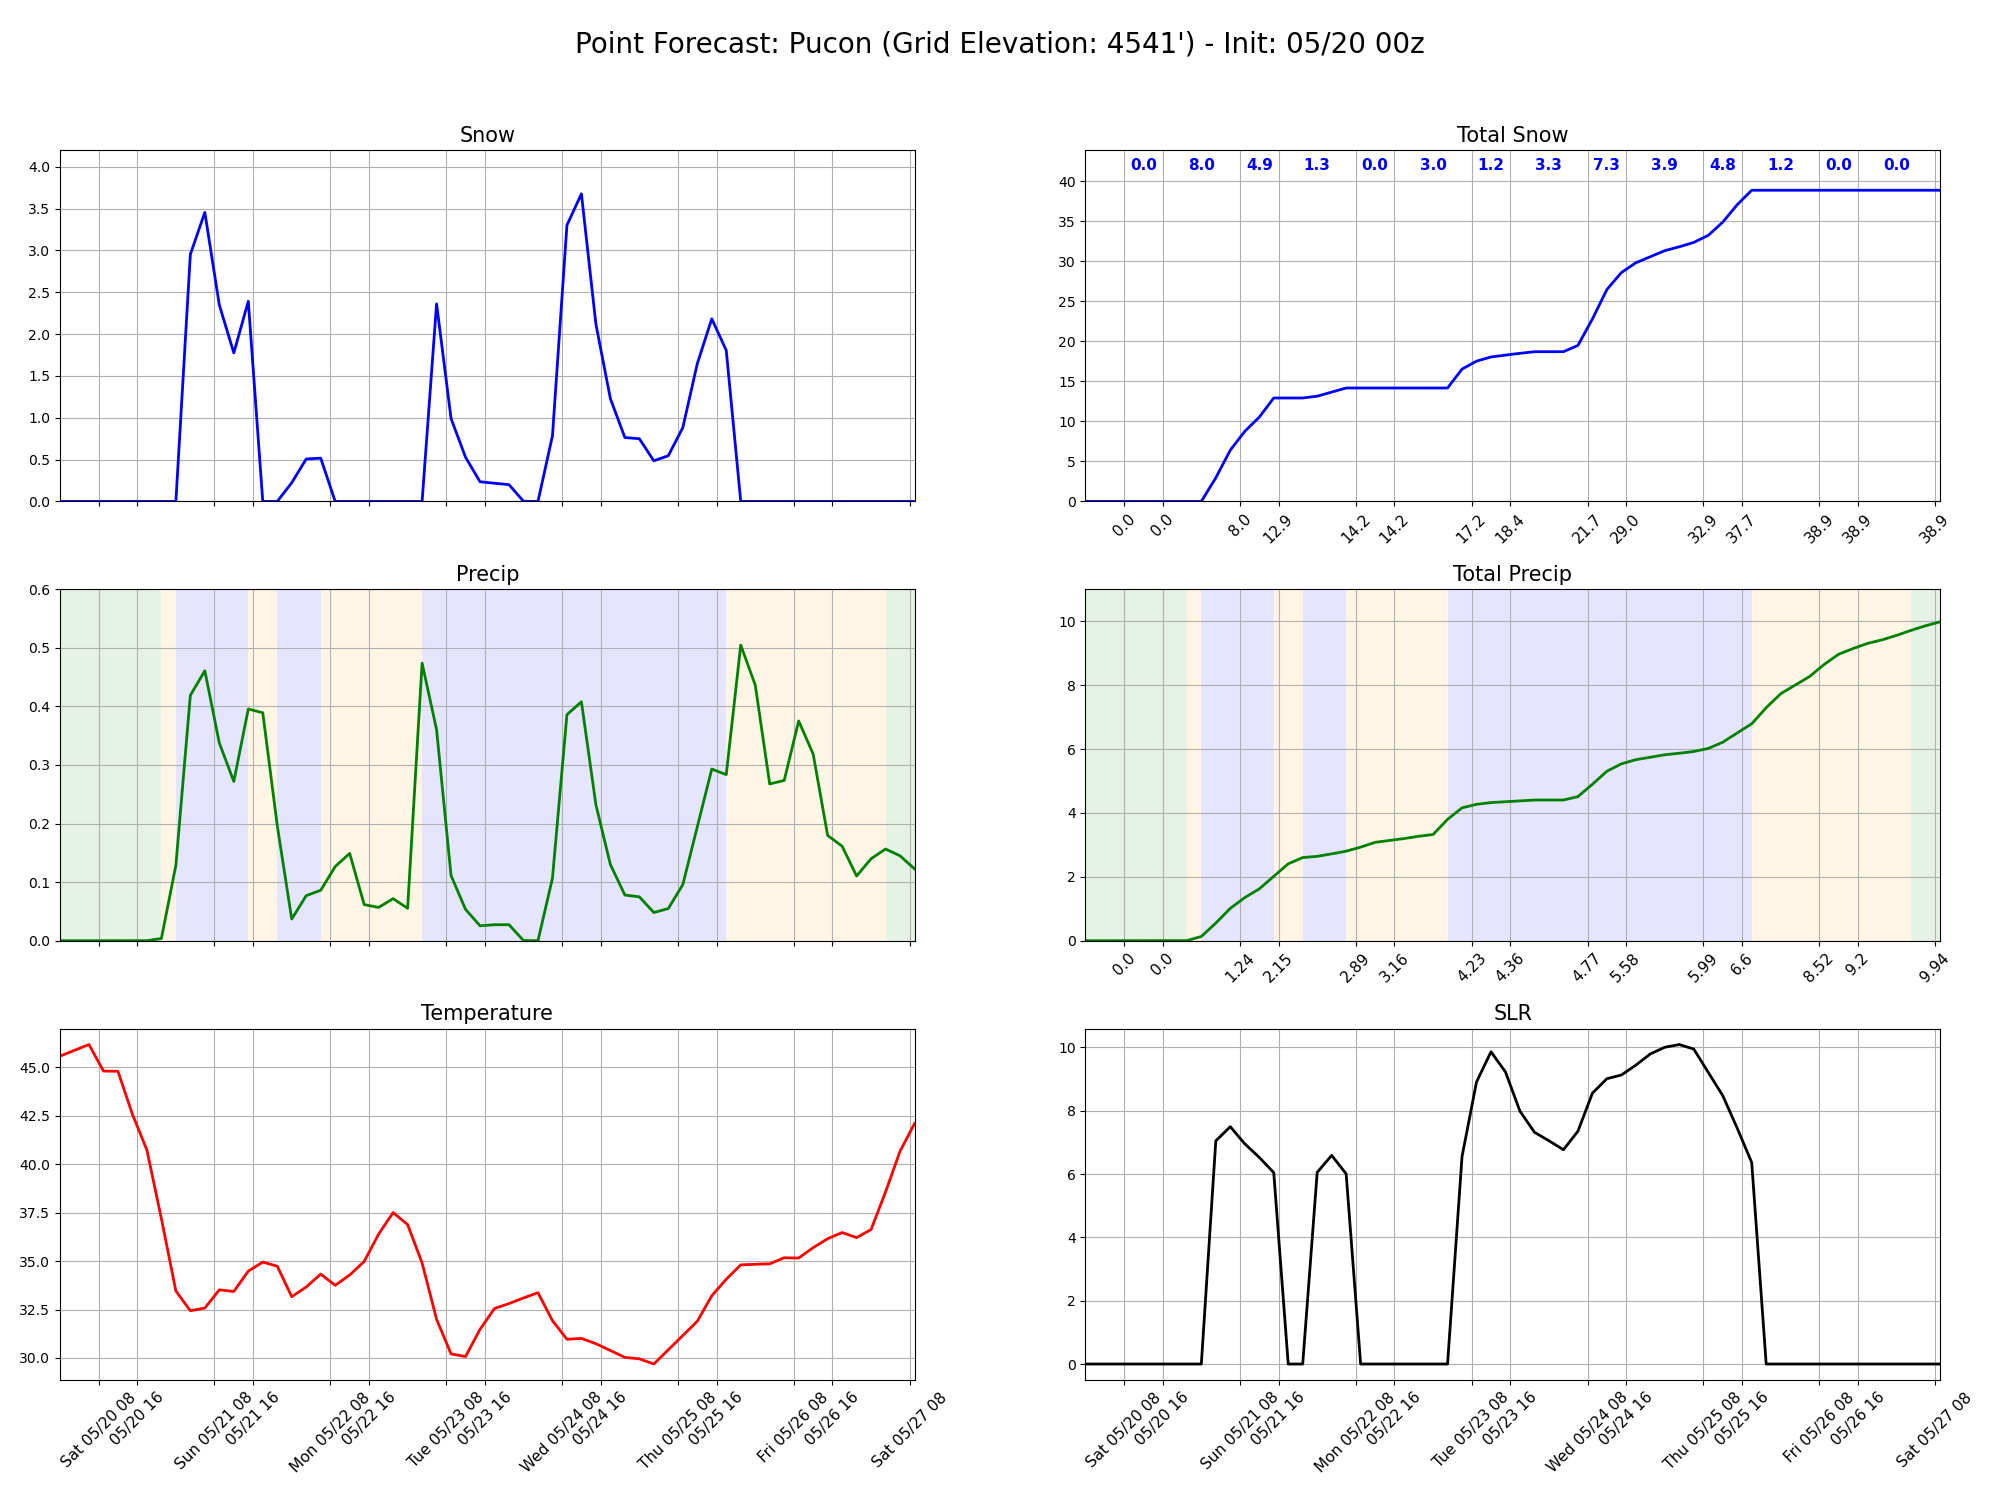 Point Forecast: Pucon (Grid Elevation: 4541') - Init: 05/20 00z
Snow
4.0
3.5
3.0
2.5
2.0
1.5
1.0
0.5
0.0
Total Snow
0.0 8.0 4.9 1.3 0.0 3.0 1.2 3.3 7.3 3.9 4.8 1.2 0.0 0.0
40
35
30
25
20
15
10
5
0
0.0 0.0 8.0 12.9 14.2 14.2 17.2 18.4 21.7 29.0 32.9 37.7 38.9 38.9 38.9
Precip
0.6
0.5
0.4
0.3
0.2
0.1
0.0
Total Precip
10
8
6
4
2
0
0.0 0.0 1.24 2.15 2.89 3.16 4.23 4.36 4.77 5.58 5.99 6.6 8.52 9.2 9.94
Temperature
45.0
42.5
40.0
37.5
35.0
32.5
30.0
Sat 05/20 08
05/20 16
Sun 05/21 08
05/21 16
Mon 05/22 08
05/22 16
Tue 05/23 08
05/23 16
Wed 05/24 08
05/24 16
Thu 05/25 08
05/25 16
Fri 05/26 08
05/26 16
Sat 05/27 08
SLR
10
8
6
4
2
0
Sat 05/20 08
05/20 16
Sun 05/21 08
05/21 16
Mon 05/22 08
05/22 16
Tue 05/23 08
05/23 16
Wed 05/24 08
05/24 16
Thu 05/25 08
05/25 16
Fri 05/26 08
05/26 16
Sat 05/27 08